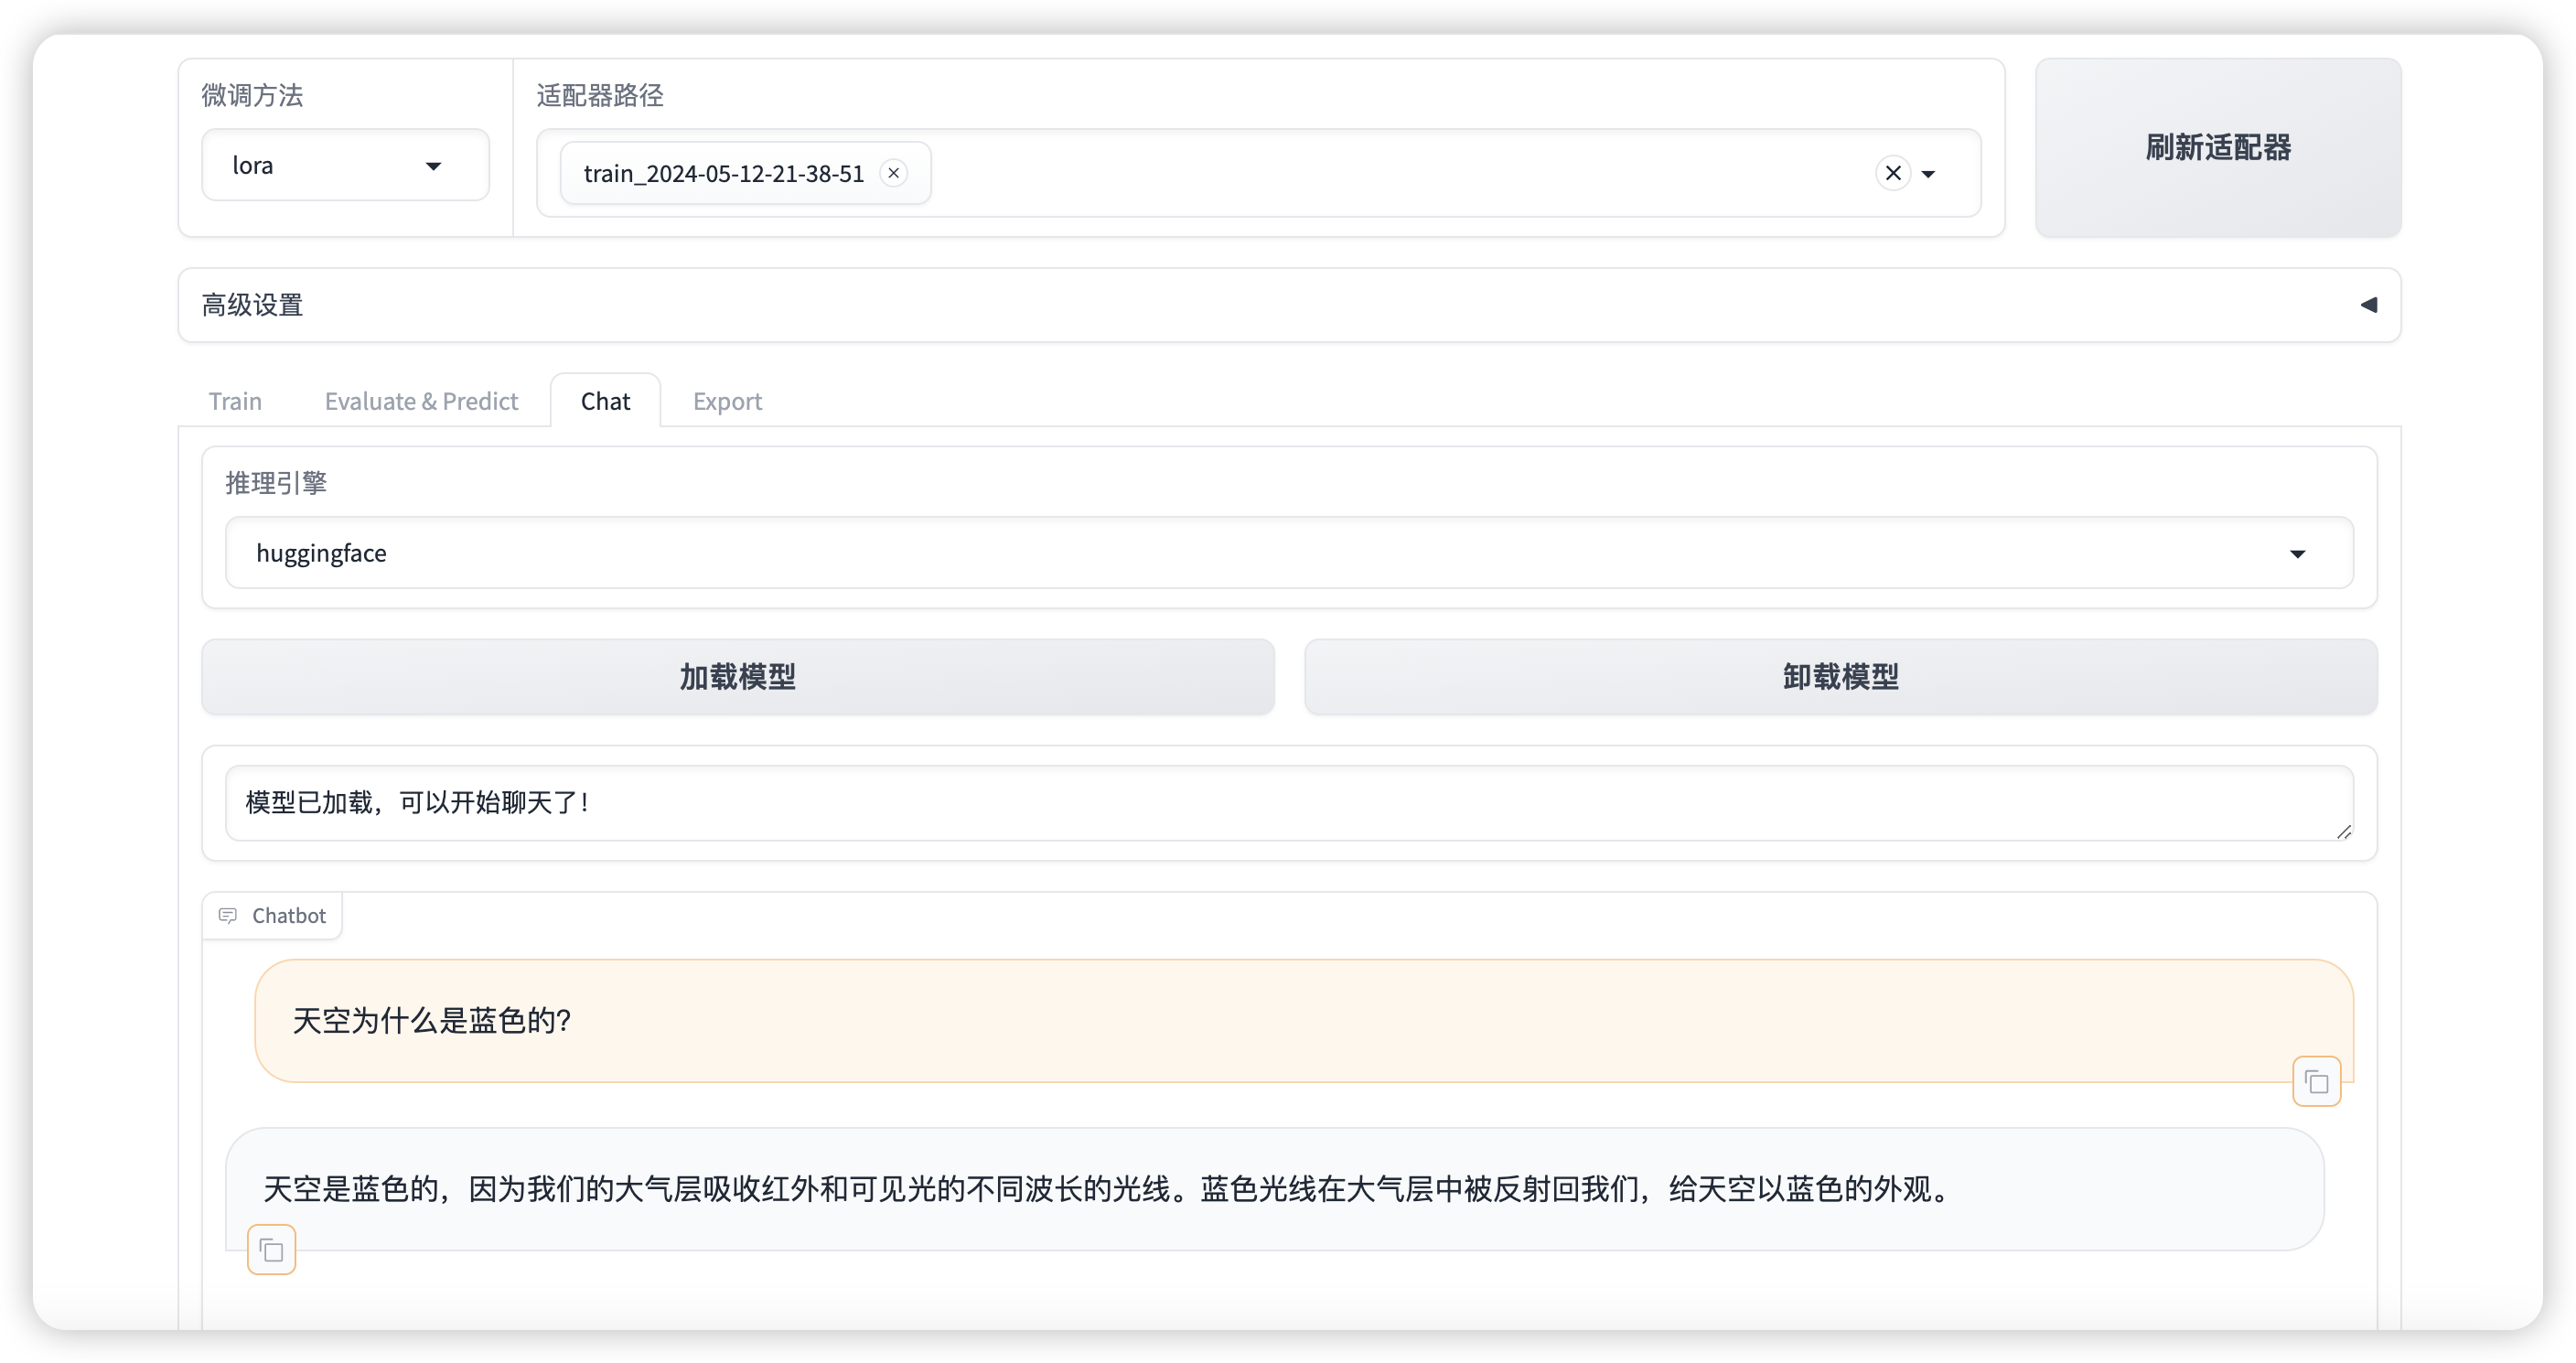 微调方法
适配器路径
lora
train_2024-05-12-21-38-51
刷新适配器
高级设置
Train Evaluate & Predict Chat Export
推理引擎
huggingface
加载模型
卸载模型
模型已加载，可以开始聊天了！
Chatbot
天空为什么是蓝色的?
天空是蓝色的，因为我们的大气层吸收红外和可见光的不同波长的光线。蓝色光线在大气层中被反射回我们，给天空以蓝色的外观。